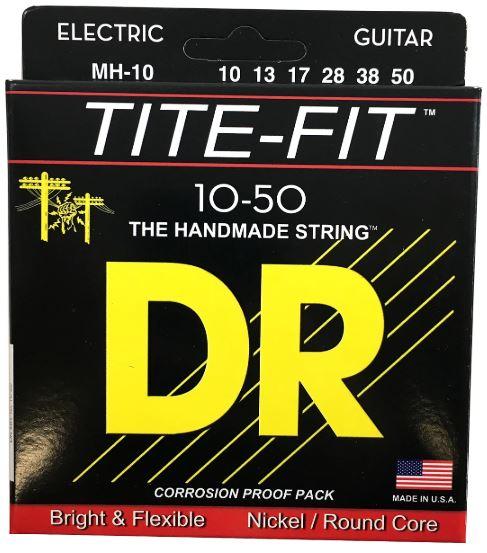 ELECTRIC GUITAR
MH-10 10 13 17 28 38 50
TITE-FIT™
10-50
THE HANDMADE STRING™
DR
CORROSION PROOF PACK
MADE IN U.S.A.
Bright & Flexible Nickel / Round Core